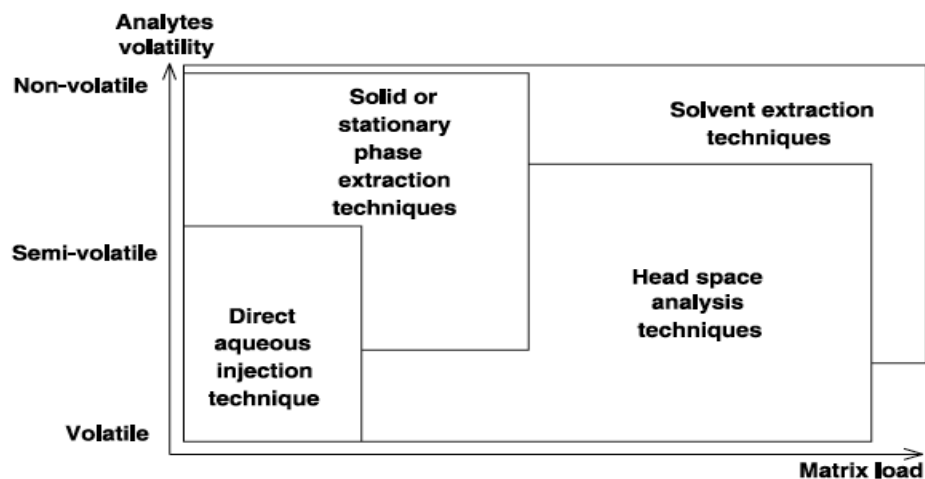 Analytes
volatility
Non-volatile
Solid or
stationary
phase
extraction
techniques
Solvent extraction
techniques
Semi-volatile
Direct
aqueous
injection
technique
Head space
analysis
techniques
Volatile
Matrix load